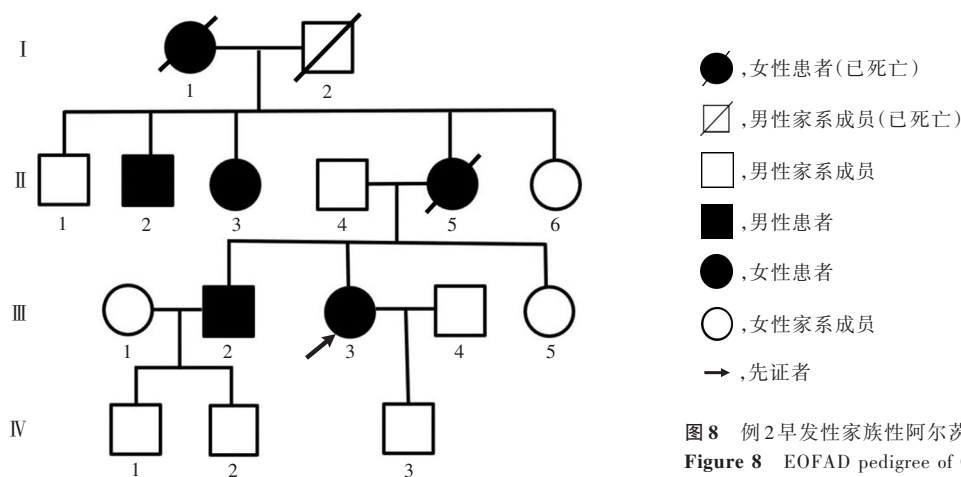 I
1
2
II
1
2
3
4
5
6
III
1
2
3
4
5
IV
1
2
3
,女性患者(已死亡)
,男性家系成员(已死亡)
,男性家系成员
,男性患者
,女性患者
,女性家系成员
,先证者
图8 例2早发性家族性阿尔
Figure 8 EOFAD pedigree of